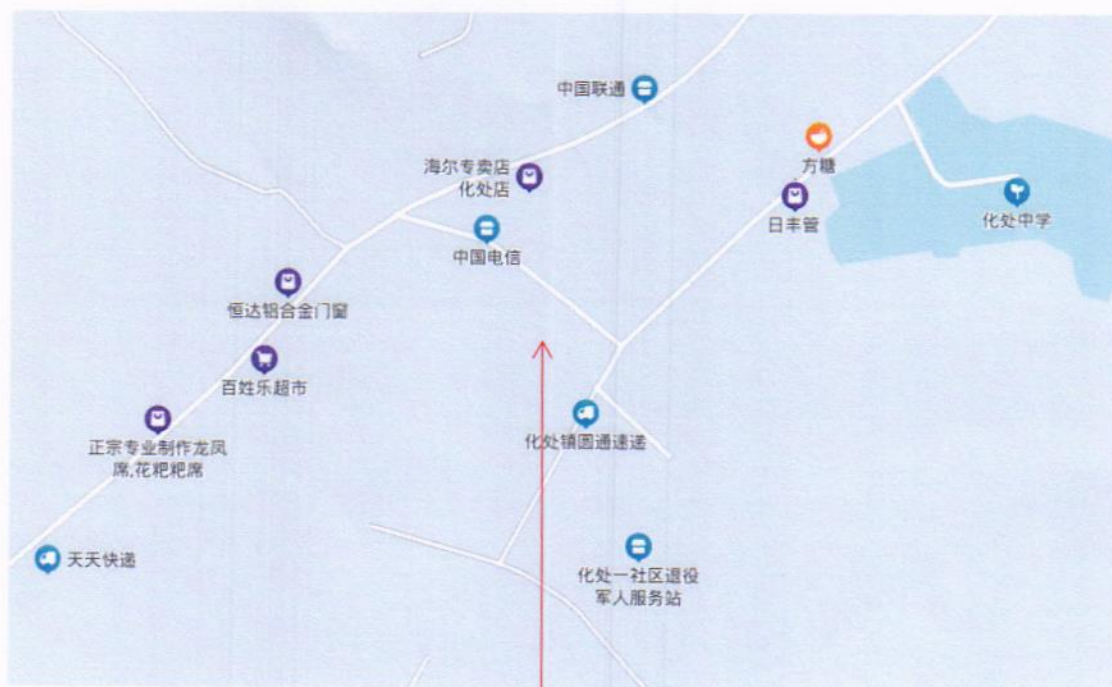 中国联通
方糖
海尔专卖店
化处店
日丰管
化处中学
中国电信
恒达铝合金门窗
百姓乐超市
化处镇圆通速递
正宗专业制作龙凤
席,花粑粑席
天天快递
化处一社区退役
军人服务站